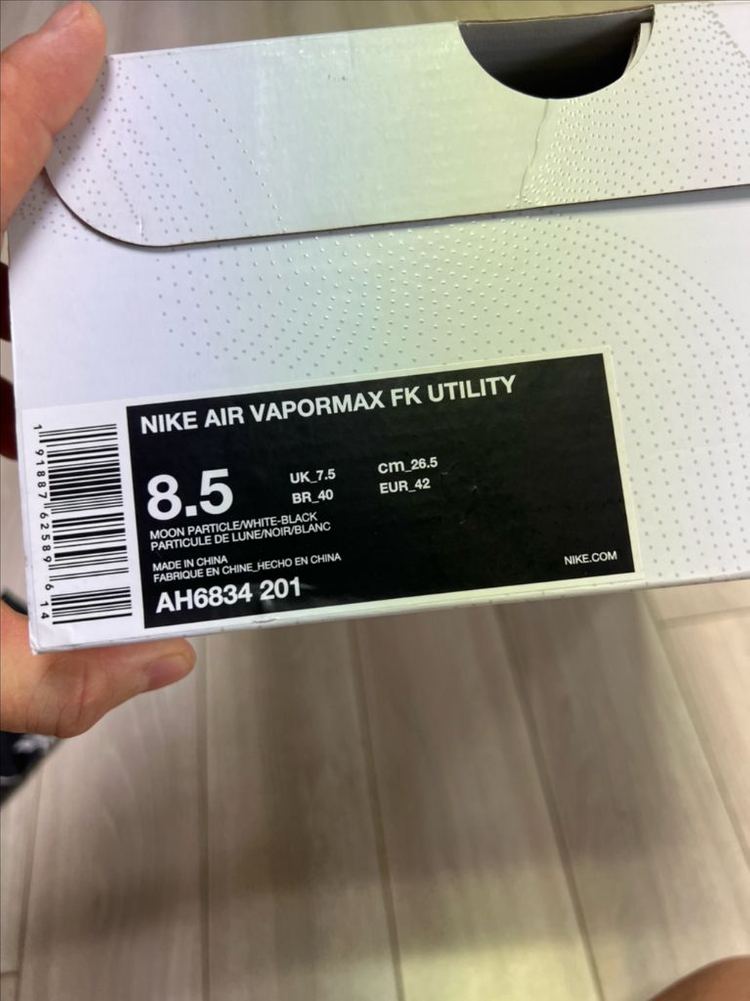 NIKE AIR VAPORMAX FK UTILITY
8.5
UK_7.5
cm_26.5
BR_40
EUR_42
MOON PARTICLE/WHITE-BLACK
PARTICULE DE LUNE/NOIR/BLANC
MADE IN CHINA
FABRIQUE EN CHINE_HECHO EN CHINA
AH6834 201
NIKE.COM
1 91887 62589 6 14